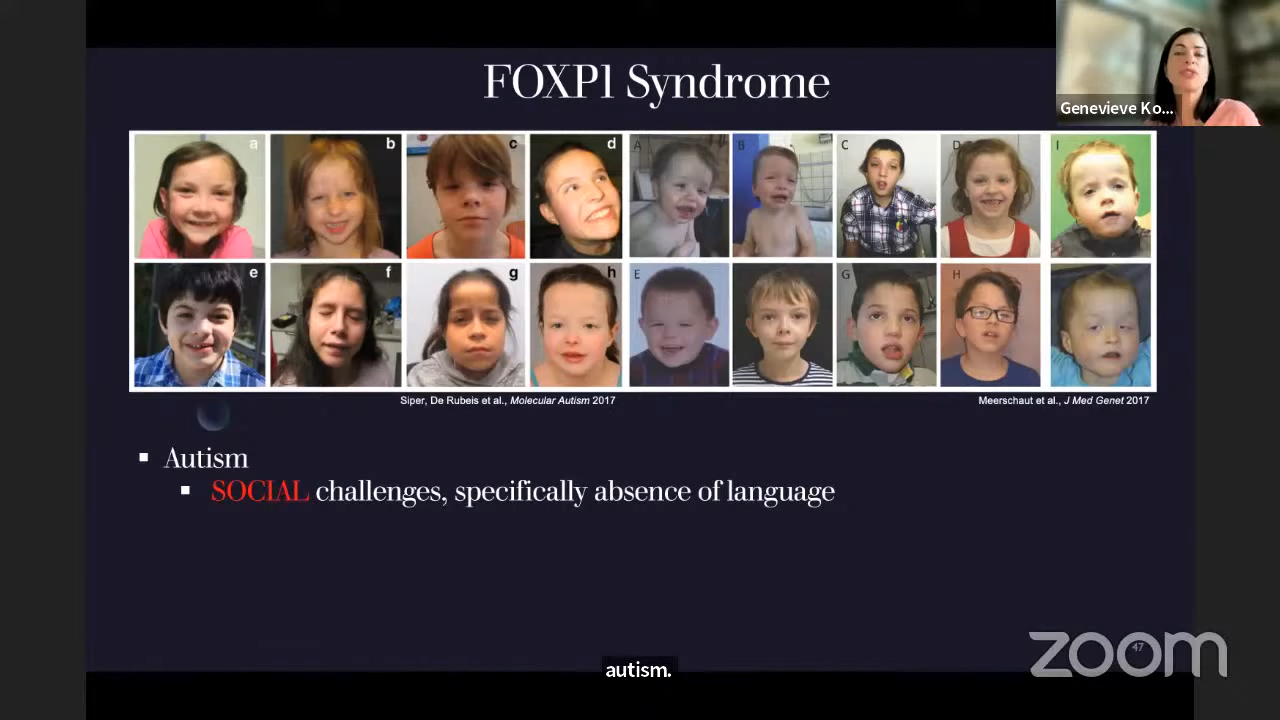 FOXP1 Syndrome
Genevieve Ko...
a b c d A B C D I
e f g h E G H
Siper, De Rubeis et al., Molecular Autism 2017
Meerschaut et al., J Med Genet 2017
▪ Autism
▪ SOCIAL challenges, specifically absence of language
47
zoom
autism.